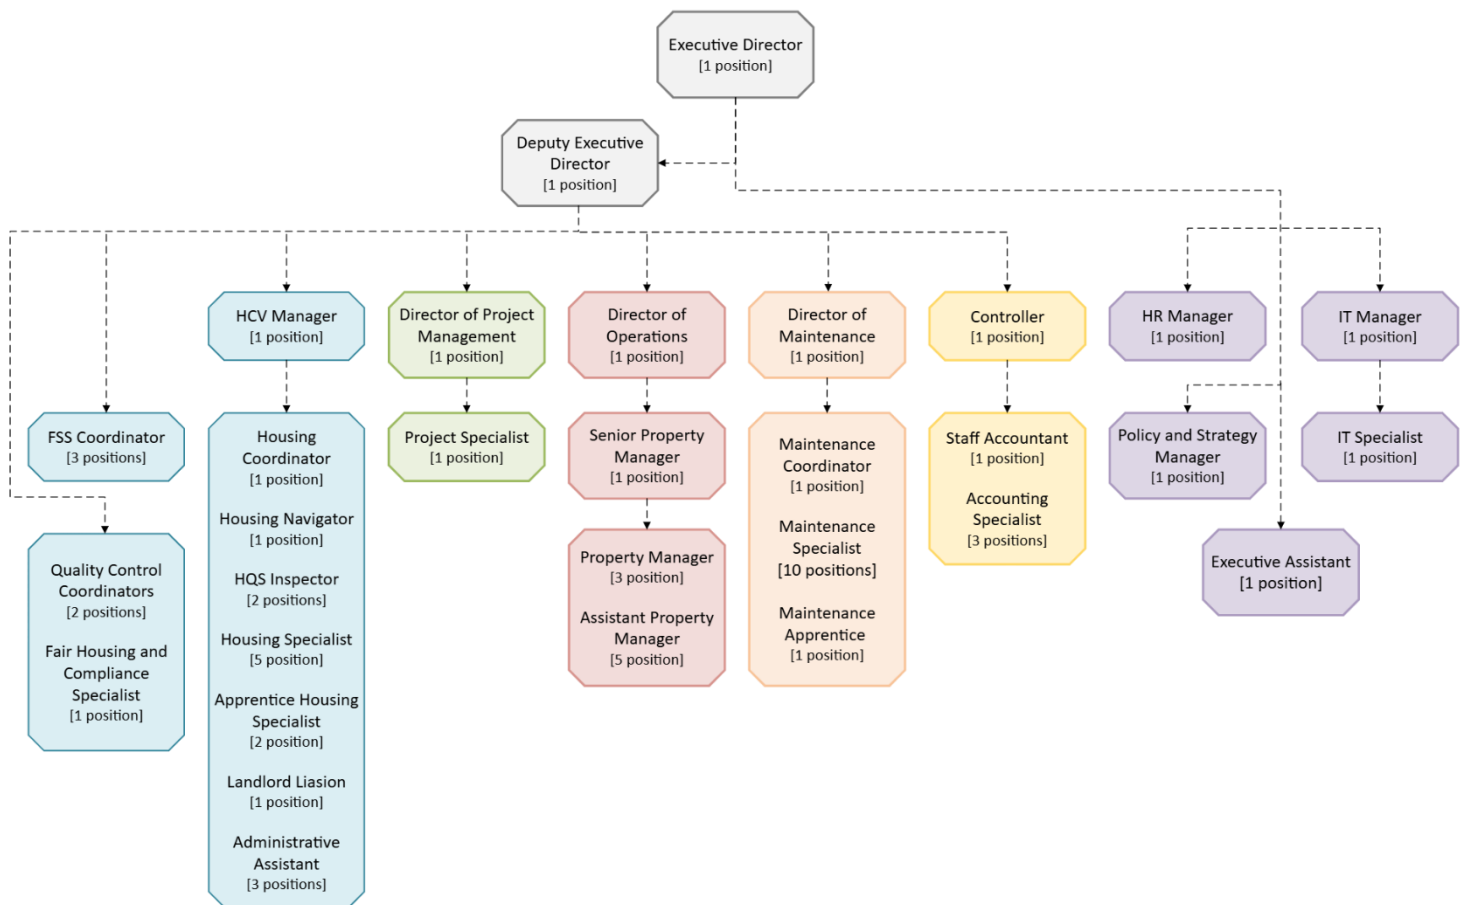 Executive Director
[1 position]
Deputy Executive
Director
[1 position]
HCV Manager
[1 position]
Director of Project
Management
[1 position]
Director of
Operations
[1 position]
Director of
Maintenance
[1 position]
Controller
[1 position]
HR Manager
[1 position]
IT Manager
[1 position]
FSS Coordinator
[3 positions]
Housing
Coordinator
[1 position]
Housing Navigator
[1 position]
HQS Inspector
[2 positions]
Housing Specialist
[5 position]
Apprentice Housing
Specialist
[2 position]
Landlord Liasion
[1 position]
Administrative
Assistant
[3 positions]
Project Specialist
[1 position]
Senior Property
Manager
[1 position]
Maintenance
Coordinator
[1 position]
Maintenance
Specialist
[10 positions]
Maintenance
Apprentice
[1 position]
Staff Accountant
[1 position]
Accounting
Specialist
[3 positions]
Policy and Strategy
Manager
[1 position]
IT Specialist
[1 position]
Quality Control
Coordinators
[2 positions]
Fair Housing and
Compliance
Specialist
[1 position]
Property Manager
[3 position]
Assistant Property
Manager
[5 position]
Executive Assistant
[1 position]